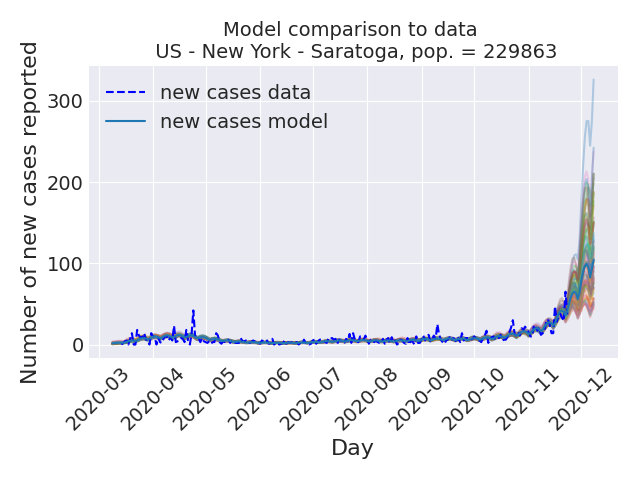 Model comparison to data
US - New York - Saratoga, pop. = 229863
Number of new cases reported
300
200
100
0
new cases data
new cases model
2020-03
2020-04
2020-05
2020-06
2020-07
2020-08
2020-09
2020-10
2020-11
2020-12
Day